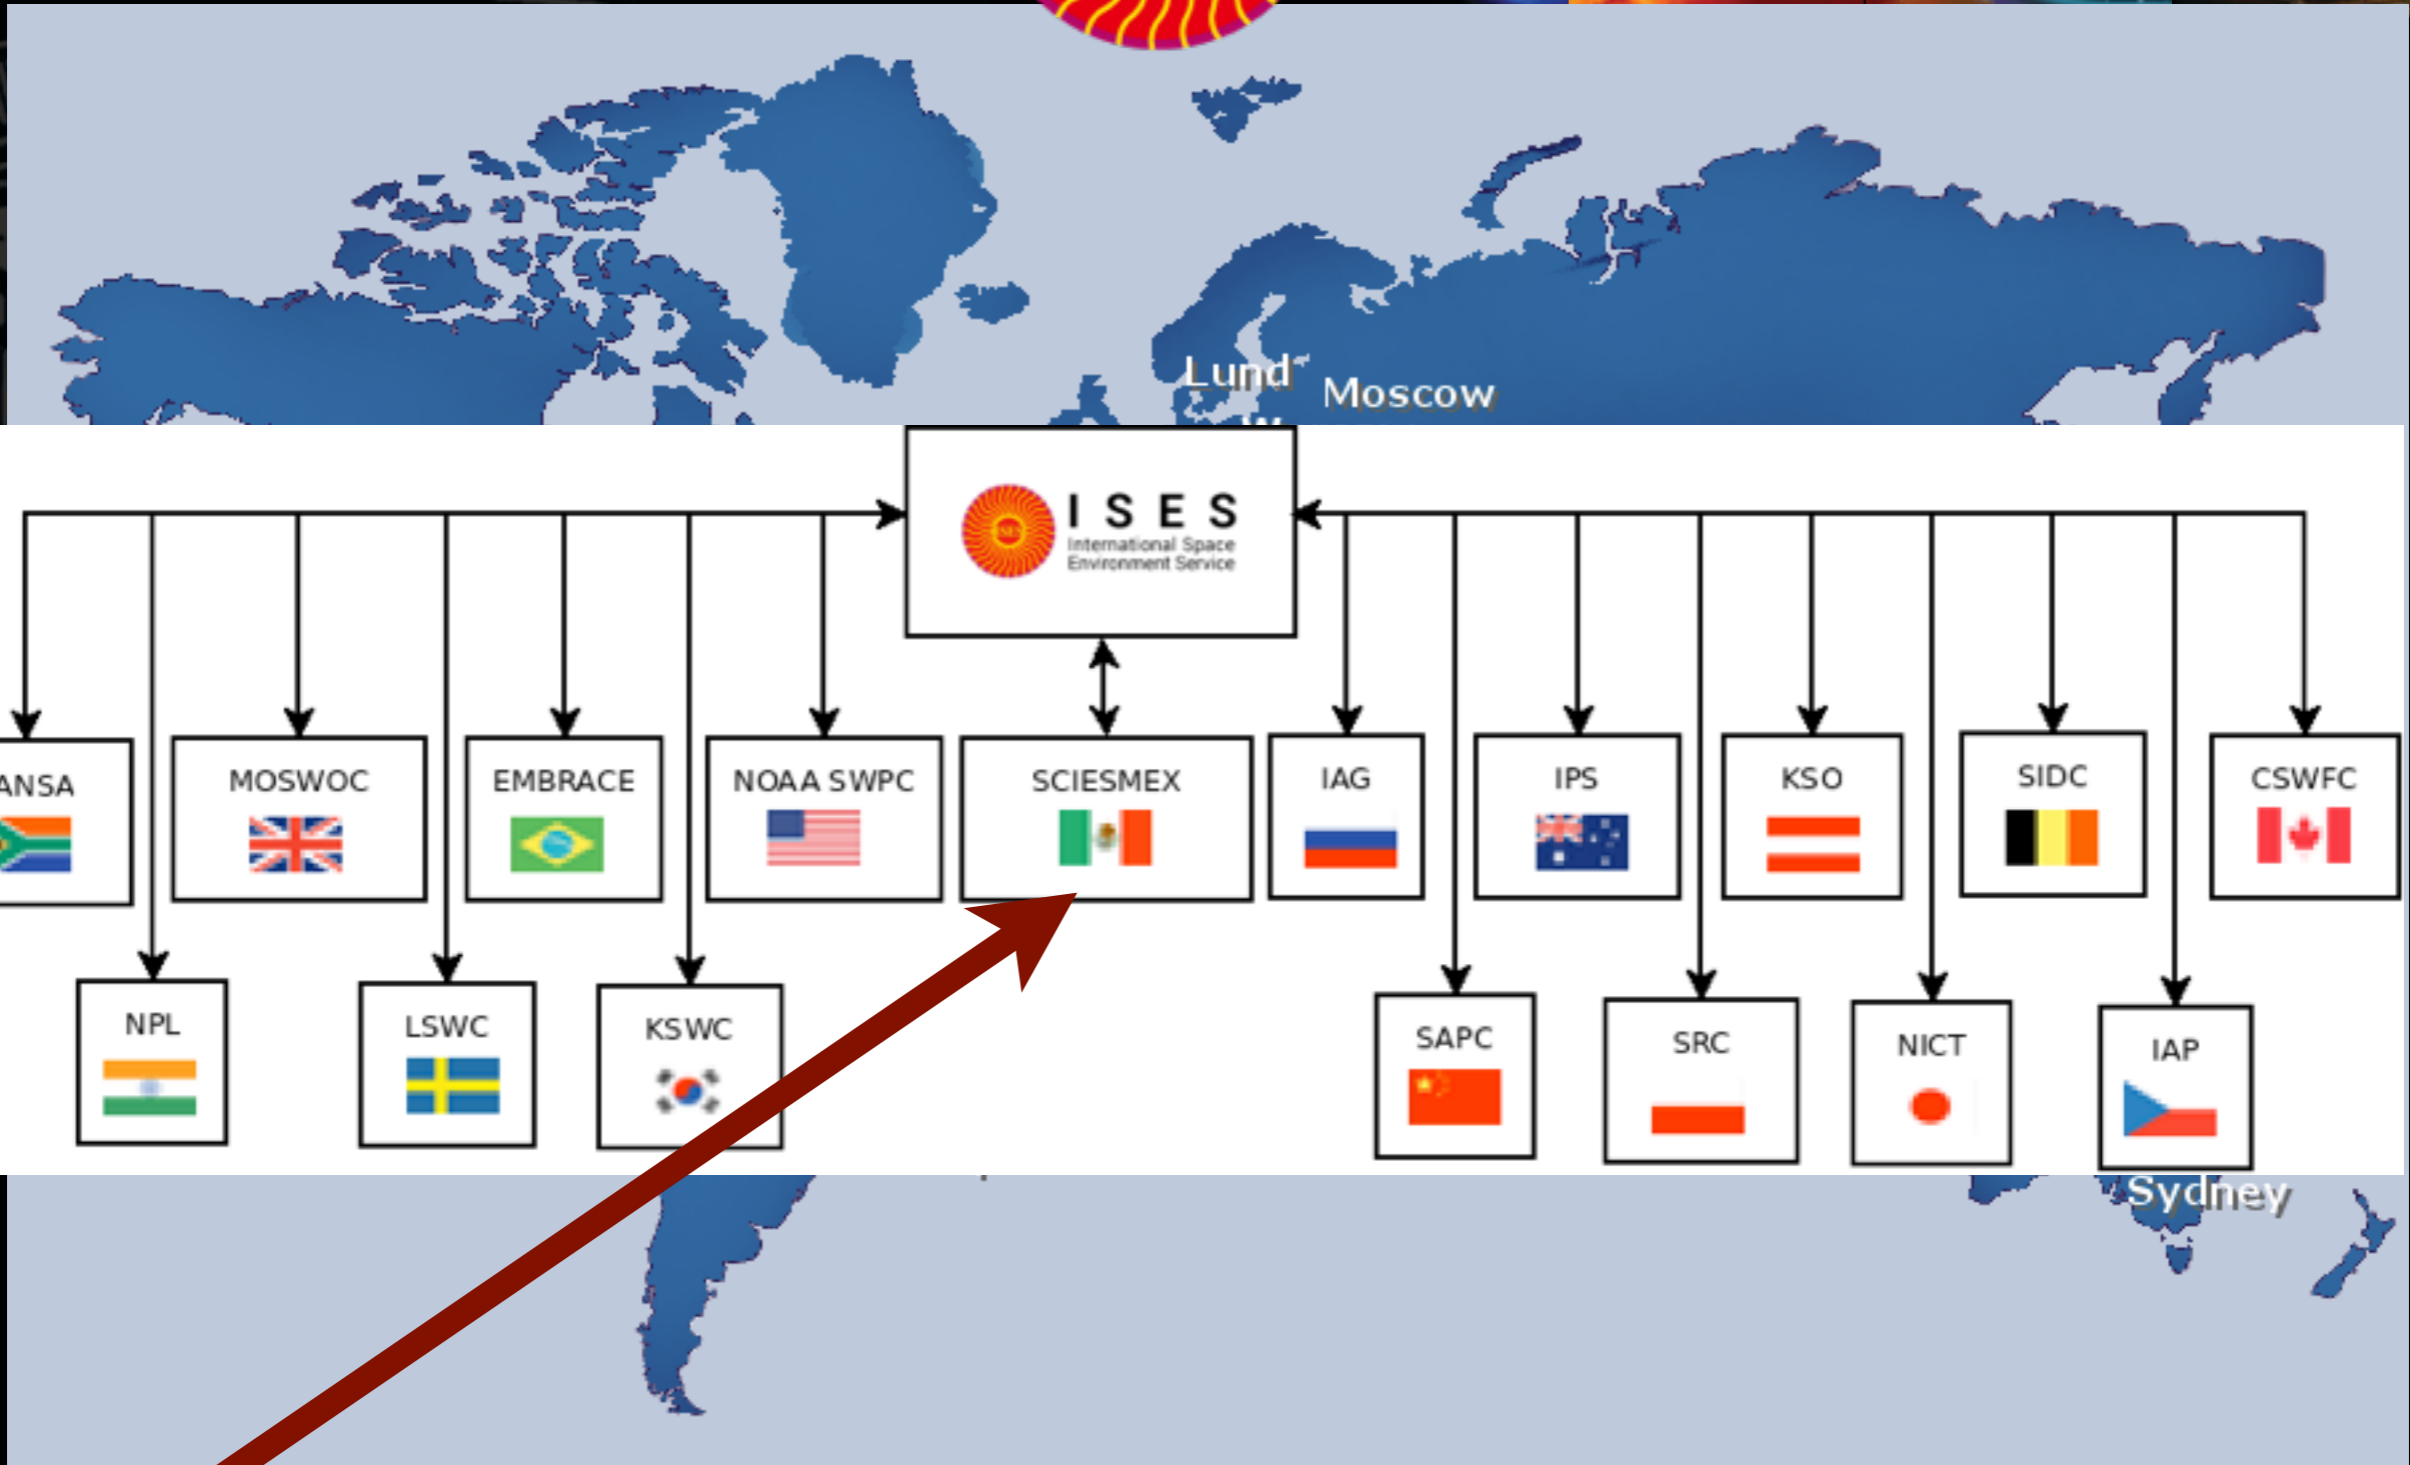 Lund
Moscow
W
I S E S
International Space
Environment Service
ISES
ANSA
MOSWOC
EMBRACE
NOAA SWPC
SCIESMEX
IAG
IPS
KSO
SIDC
CSWFC
NPL
LSWC
KSWC
SAPC
SRC
NICT
IAP
Sydney